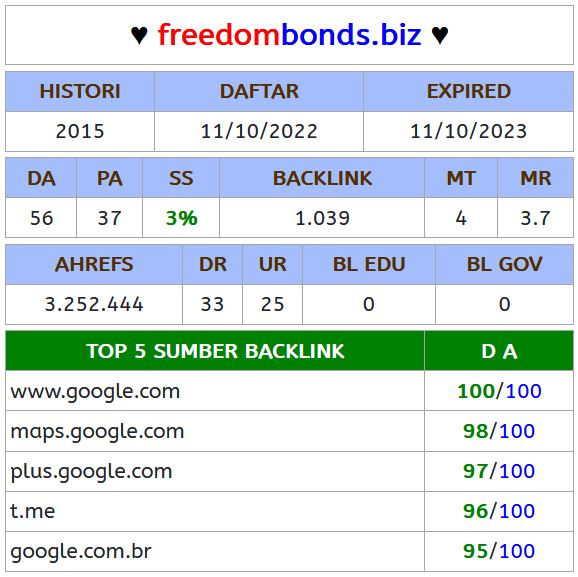 ♥ freedombonds.biz ♥
HISTORI DAFTAR EXPIRED
2015 11/10/2022 11/10/2023
DA PA SS BACKLINK MT MR
56 37 3% 1.039 4 3.7
AHREFS DR UR BL EDU BL GOV
3.252.444 33 25 0 0
TOP 5 SUMBER BACKLINK D A
www.google.com 100/100
maps.google.com 98/100
plus.google.com 97/100
t.me 96/100
google.com.br 95/100